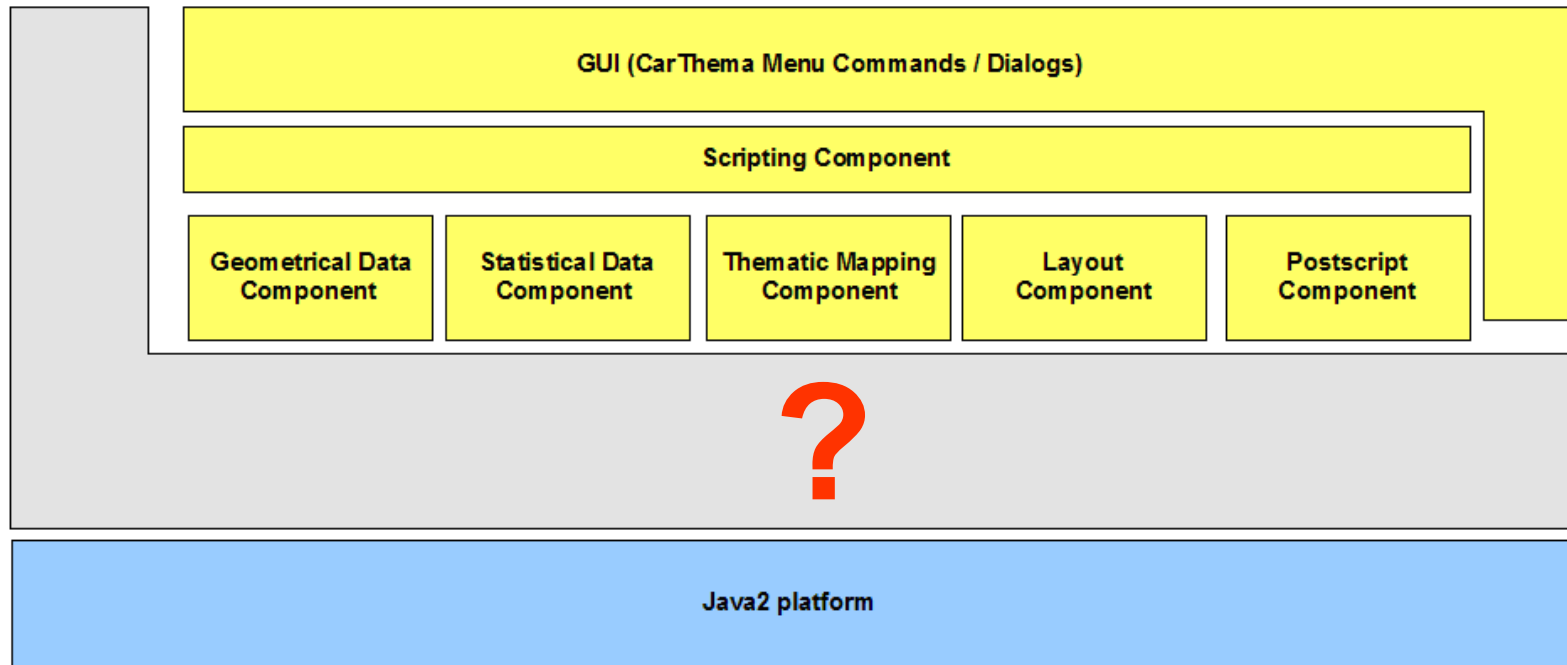 GUI (CarThema Menu Commands / Dialogs)
Scripting Component
Geometrical Data
Component
Statistical Data
Component
Thematic Mapping
Component
Layout
Component
Postscript
Component
?
Java2 platform